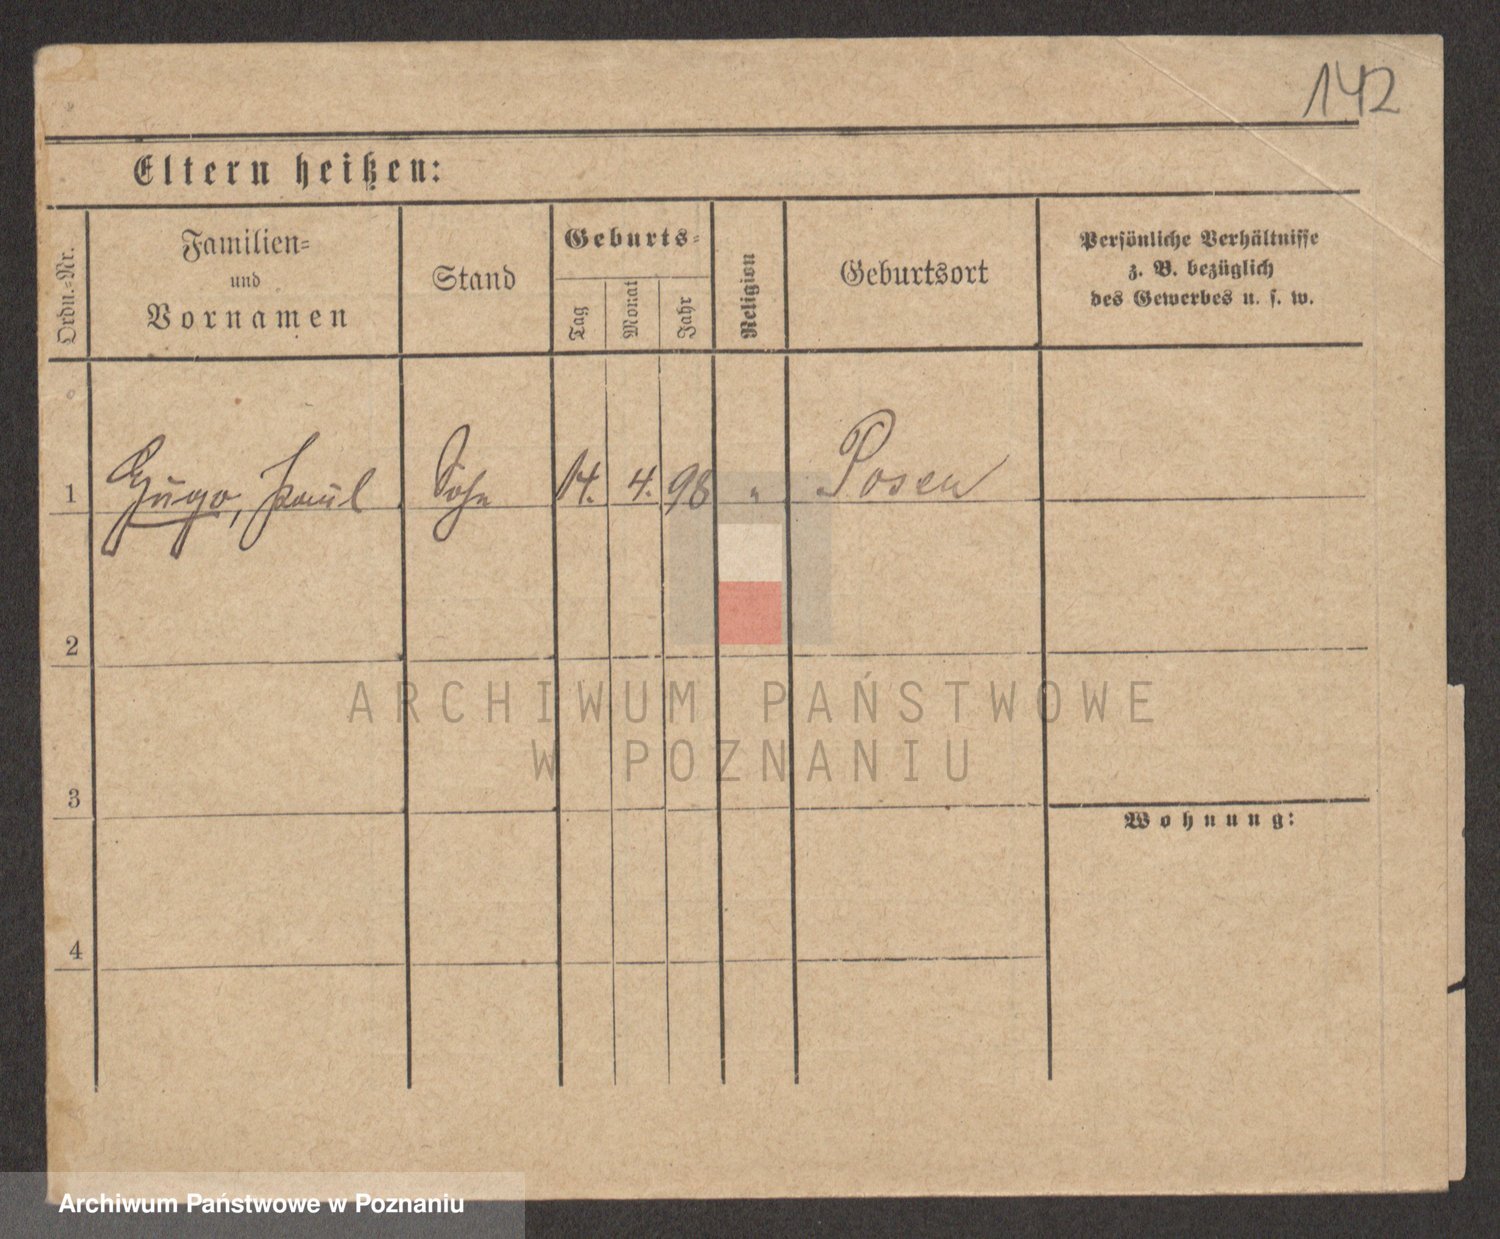 142
Eltern heißen:
Ordn.-Nr.
Familien-
und
Vornamen
Stand
Geburts-
Tag
Monat
Jahr
Religion
Geburtsort
Persönliche Verhältnisse
z. B. bezüglich
des Gewerbes u. s. w.
1 Hugo, Paul Sohn 14. 4. 98 " Posen
2
3
4
Wohnung:
ARCHIWUM PAŃSTWOWE
W POZNANIU
Archiwum Państwowe w Poznaniu